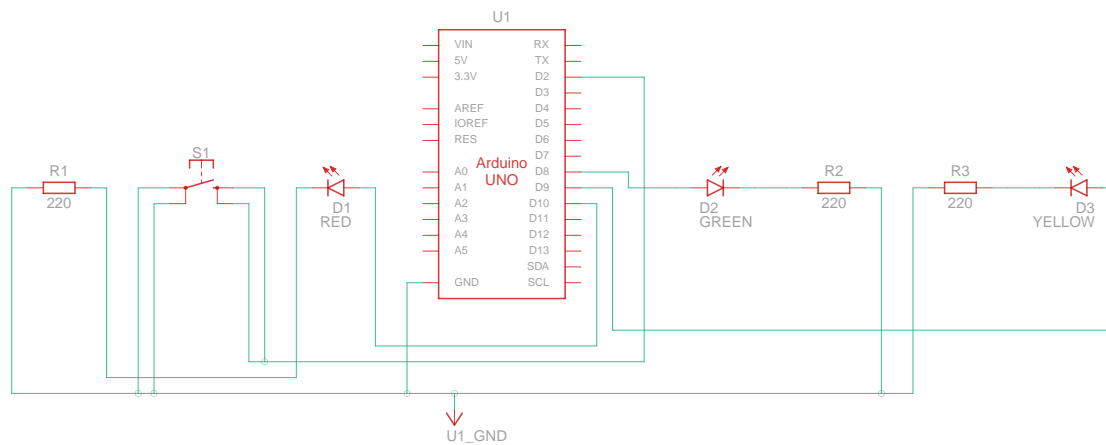 U1
VIN
5V
3.3V
AREF
IOREF
RES
A0
A1
A2
A3
A4
A5
GND
RX
TX
D2
D3
D4
D5
D6
D7
D8
D9
D10
D11
D12
D13
SDA
SCL
Arduino
UNO
R1
220
S1
D1
RED
D2
GREEN
R2
220
R3
220
D3
YELLOW
U1_GND